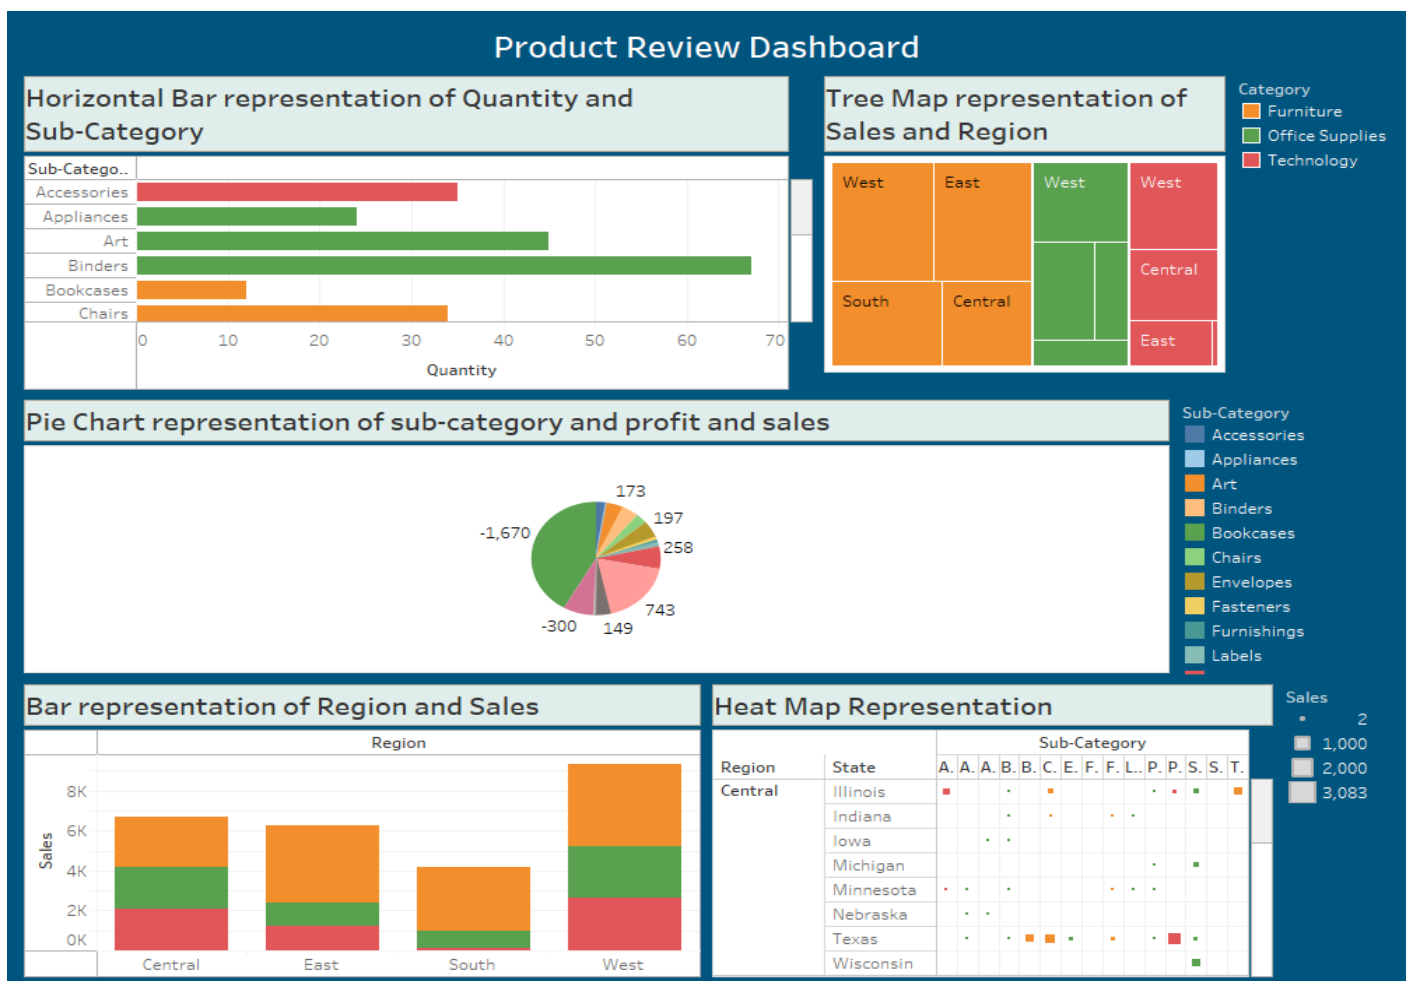 Product Review Dashboard
Horizontal Bar representation of Quantity and
Sub-Category
Sub-Catego..
Accessories
Appliances
Art
Binders
Bookcases
Chairs
0 10 20 30 40 50 60 70
Quantity
Tree Map representation of
Sales and Region
West East West West
Central
South Central
East
Category
Furniture
Office Supplies
Technology
Pie Chart representation of sub-category and profit and sales
173
197
-1,670
258
743
-300 149
Sub-Category
Accessories
Appliances
Art
Binders
Bookcases
Chairs
Envelopes
Fasteners
Furnishings
Labels
Bar representation of Region and Sales
Region
Sales
8K
6K
4K
2K
0K
Central East South West
Heat Map Representation
Sub-Category
Region State A. A. A. B. B. C. E. F. F. L.. P. P. S. S. T.
Central Illinois
Indiana
Iowa
Michigan
Minnesota
Nebraska
Texas
Wisconsin
Sales
2
1,000
2,000
3,083